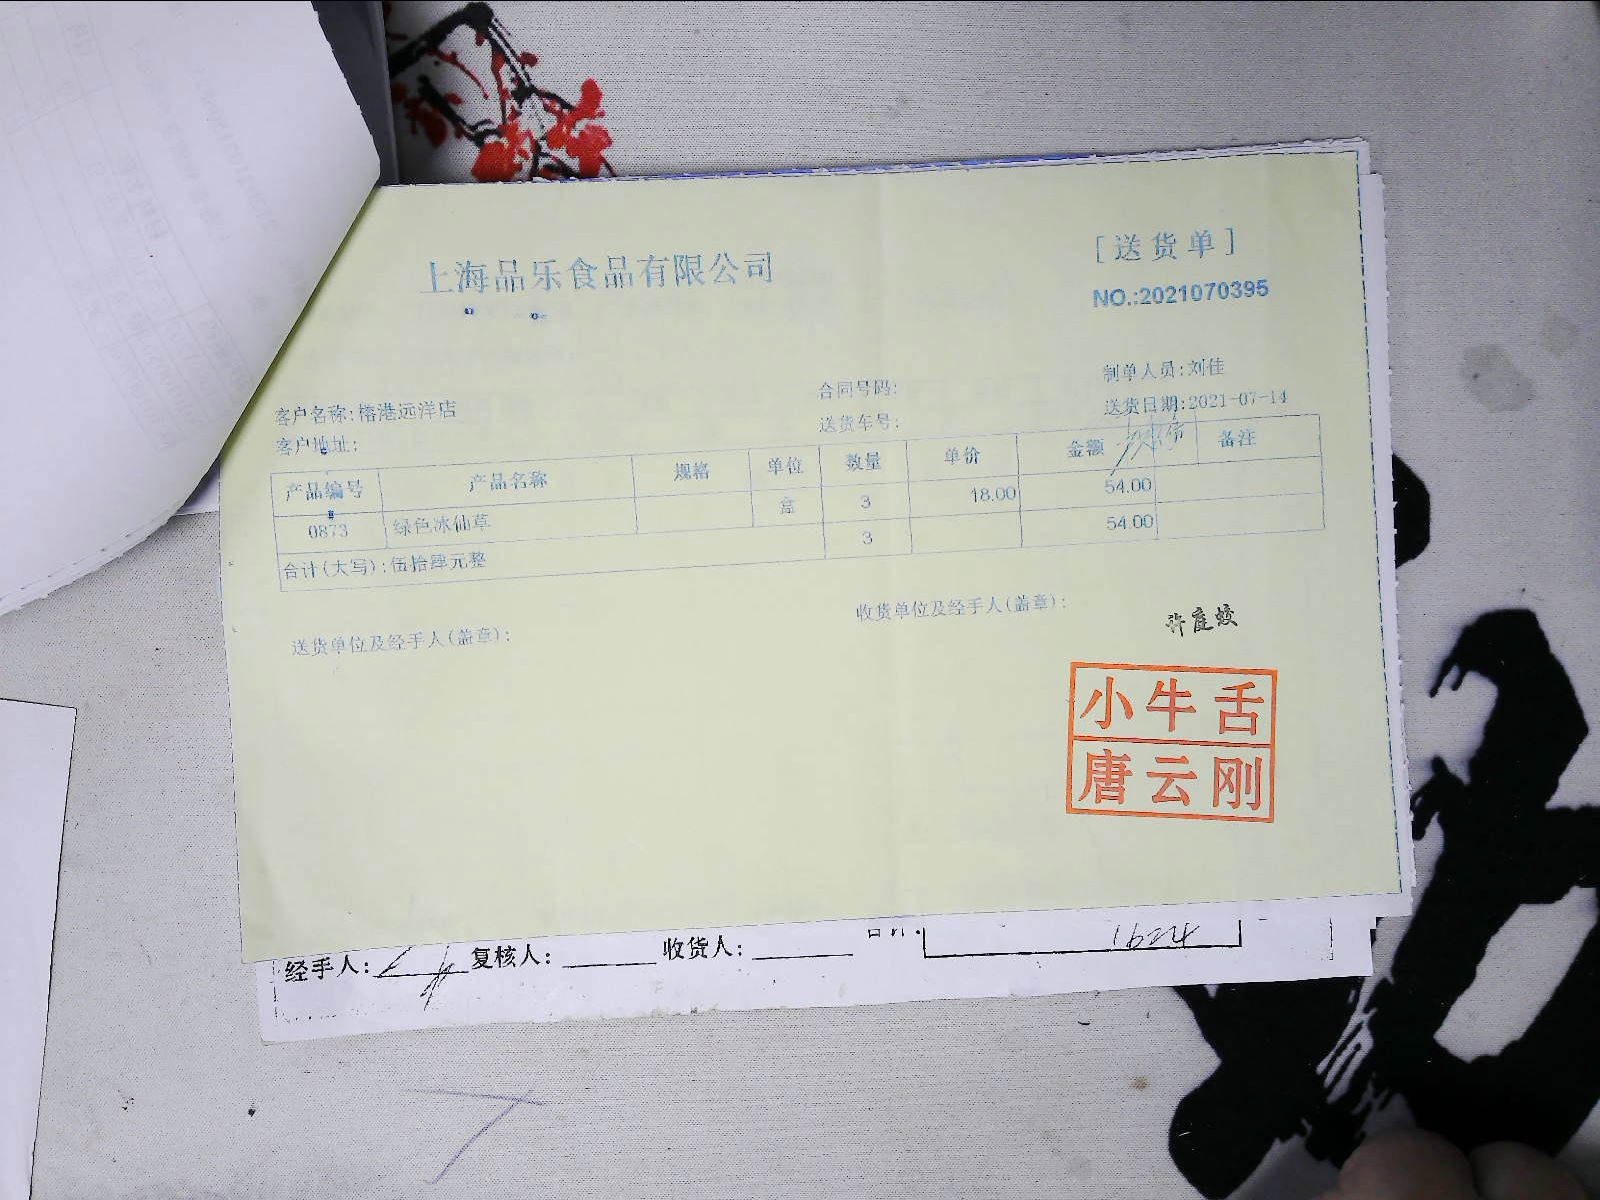 上海品乐食品有限公司
[送货单]
NO.:2021070395
合同号码:
制单人员:刘佳
客户名称:榕港远洋店
送货车号:
送货日期:2021-07-14
客户地址:
产品编号 产品名称 规格 单位 数量 单价 金额 备注
0873 绿色冰仙草 盒 3 18.00 54.00
合计(大写):伍拾肆元整 3 54.00
送货单位及经手人(盖章):
收货单位及经手人(盖章):
许庭蛟
小牛舌
唐云刚
经手人: 复核人: 收货人:
1624